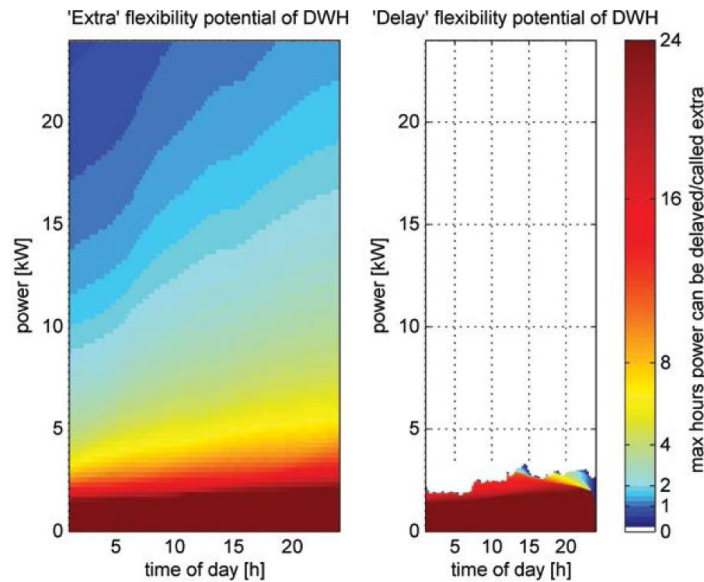 'Extra' flexibility potential of DWH
'Delay' flexibility potential of DWH
power [kW]
20
15
10
5
0
5 10 15 20
time of day [h]
power [kW]
20
15
10
5
0
5 10 15 20
time of day [h]
24
16
8
4
2
1
0
max hours power can be delayed/called extra